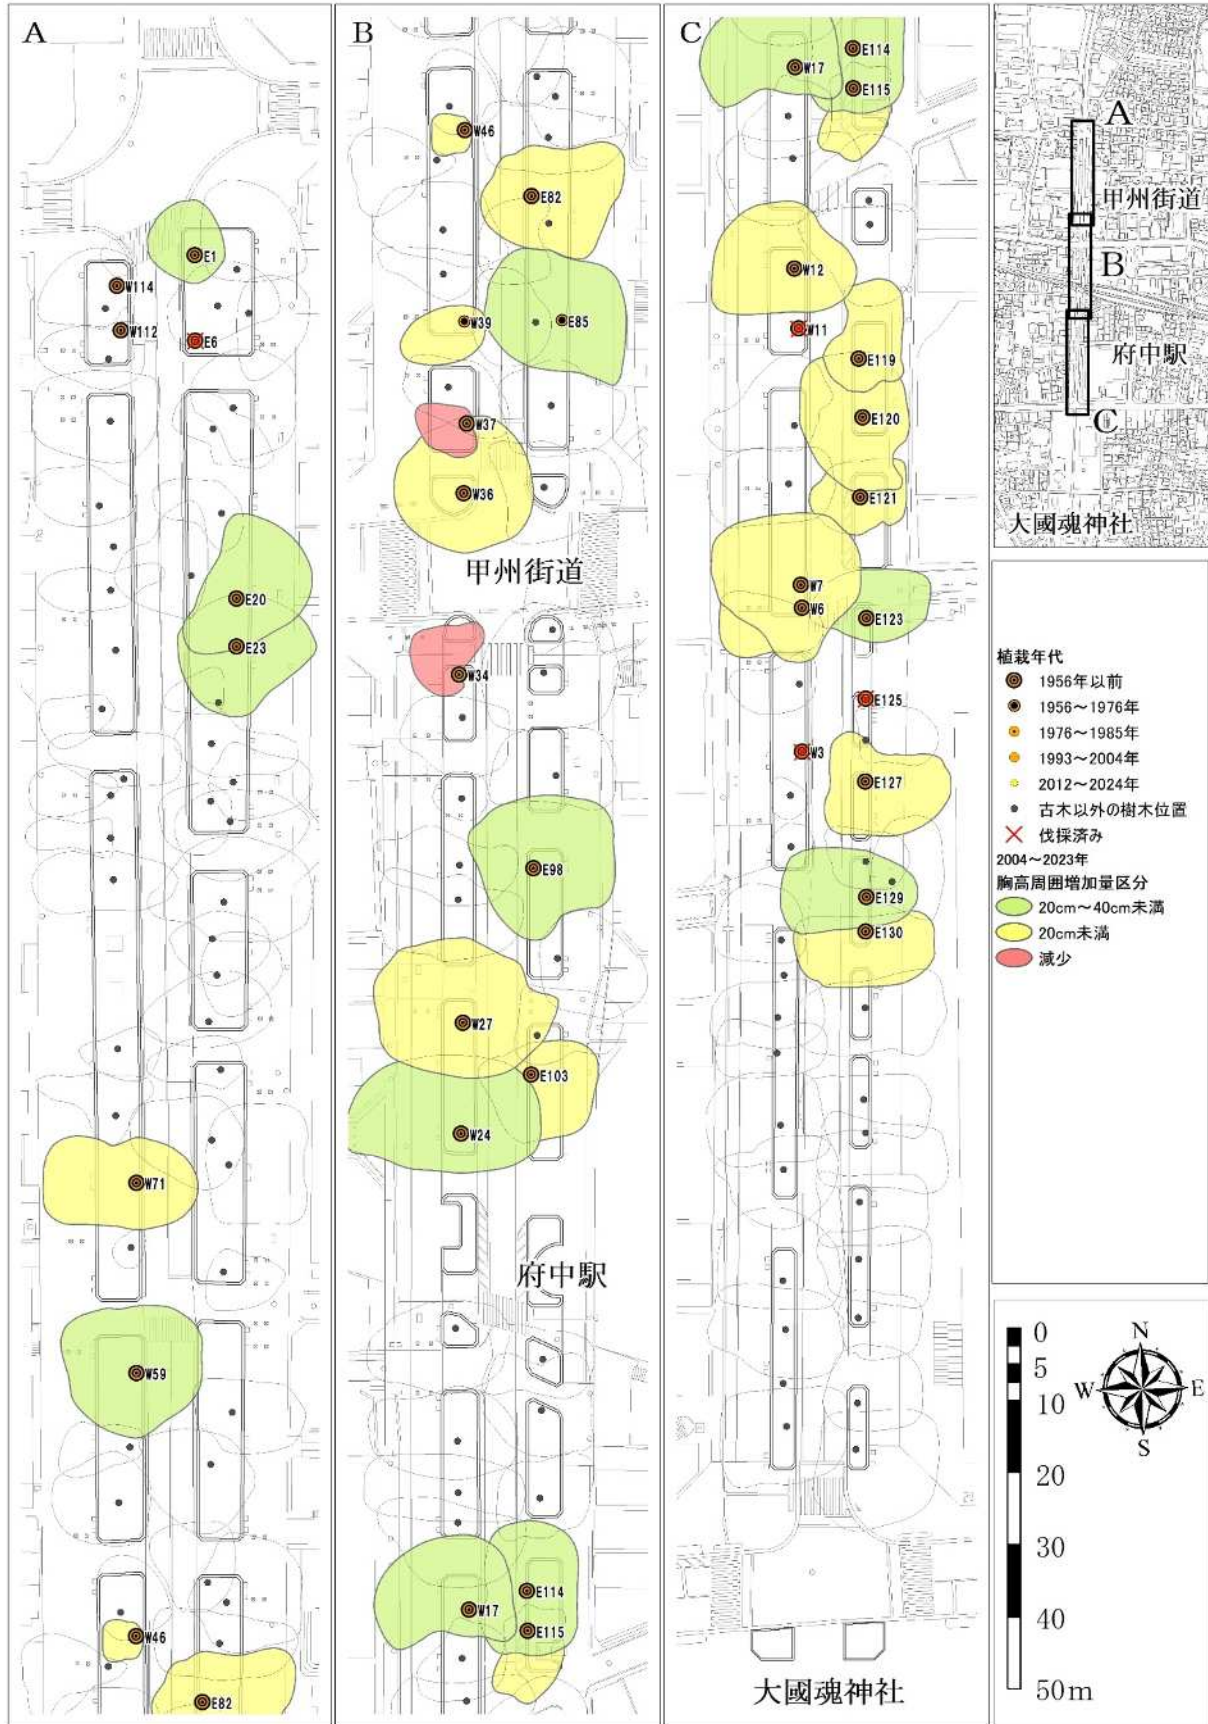 A
E1
W114
W112
E6
E20
E23
W71
W59
W46
E82
B
W46
E82
W39
E85
W37
W36
甲州街道
W34
E98
W27
E103
W24
府中駅
E114
W17
E115
C
E114
W17
E115
W12
W11
E119
E120
E121
W7
W6
E123
E125
W3
E127
E129
E130
大國魂神社
A
甲州街道
B
府中駅
C
大國魂神社
植栽年代
1956年以前
1956～1976年
1976～1985年
1993～2004年
2012～2024年
古木以外の樹木位置
伐採済み
2004～2023年
胸高周囲増加量区分
20cm～40cm未満
20cm未満
減少
0
5
10
20
30
40
50m
N
W
E
S